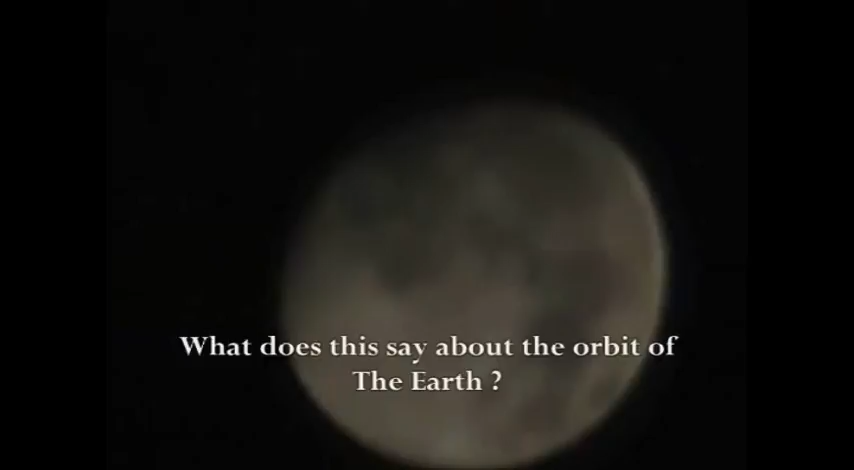 What does this say about the orbit of
The Earth ?